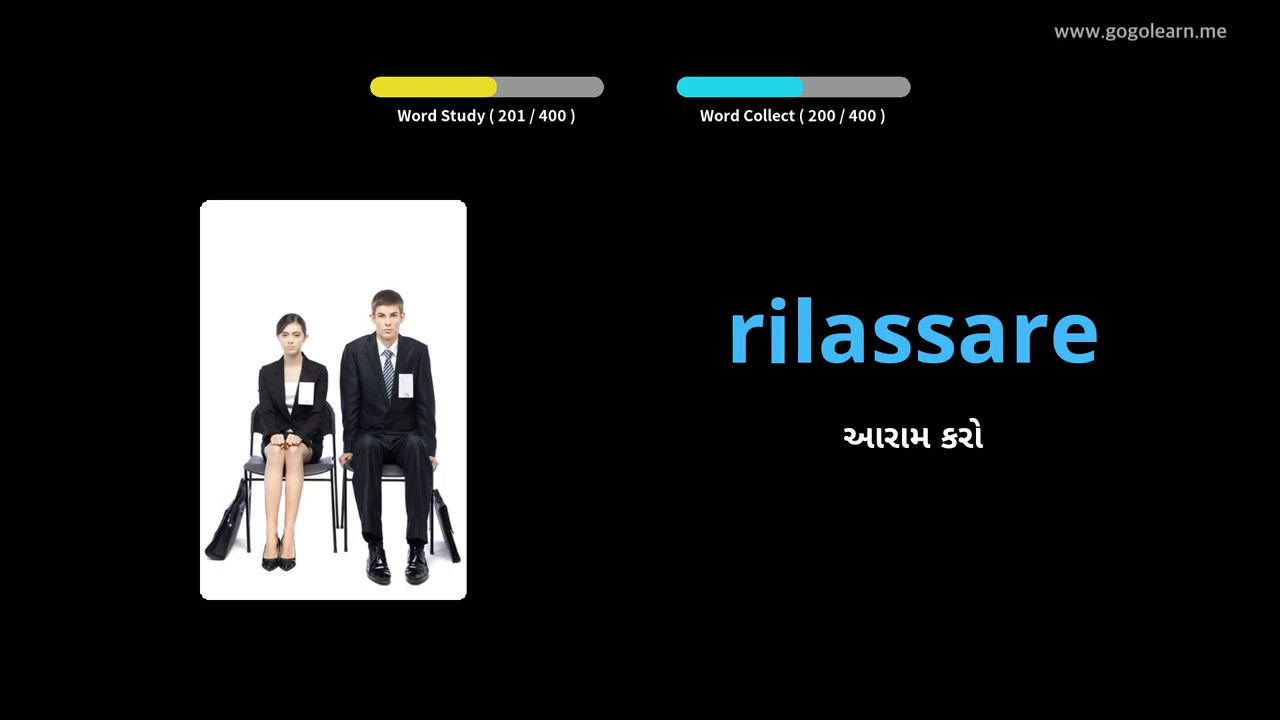 www.gogolearn.me
Word Study ( 201 / 400 )
Word Collect ( 200 / 400 )
rilassare
આરામ કરો